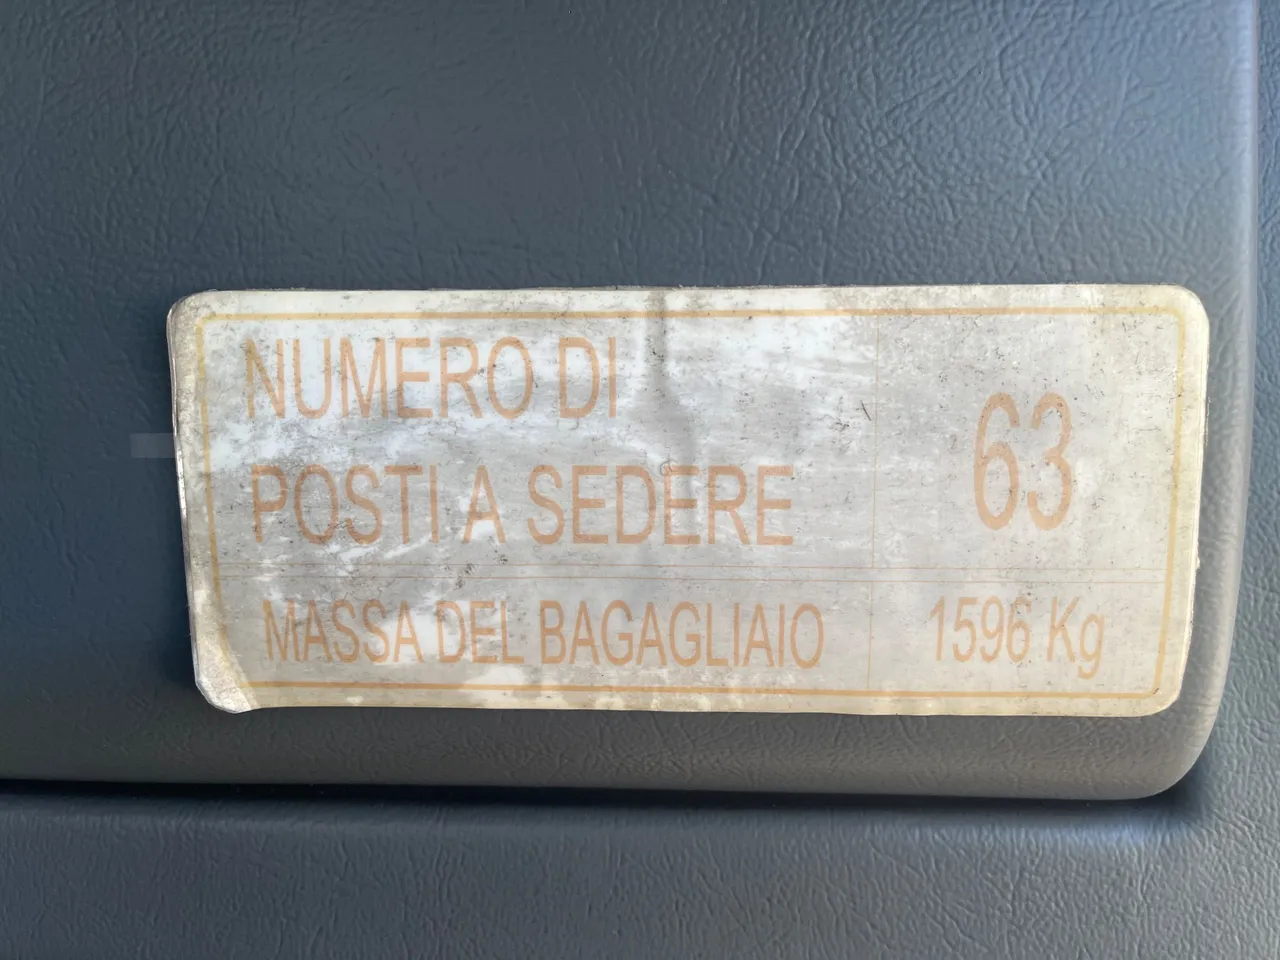 NUMERO DI
POSTI A SEDERE
63
MASSA DEL BAGAGLIAIO
1596 Kg